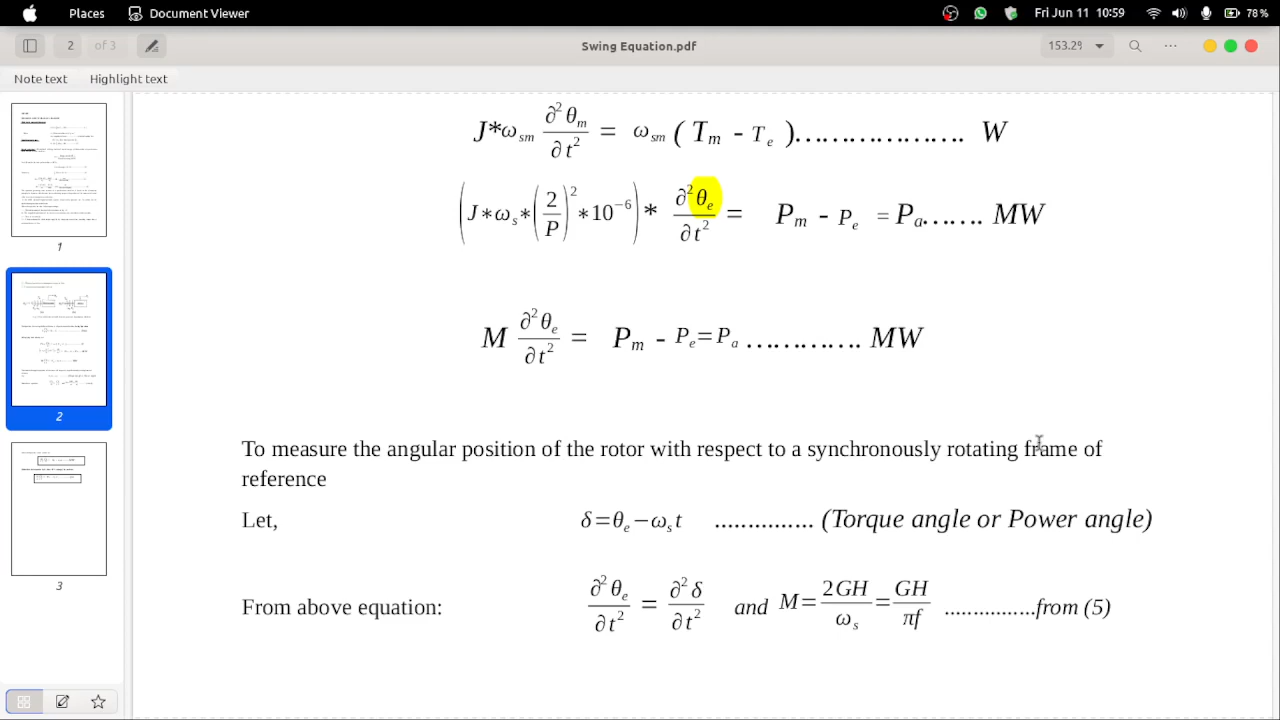 Places Document Viewer Fri Jun 11 10:59 78 %
2 of 3 Swing Equation.pdf 153.2%
Note text Highlight text
J*ω_sm ∂²θ_m/∂t² = ω_sm ( T_m - T_e )……………… W
(J∗ω_s∗(2/P)²∗10⁻⁶)* ∂²θ_e/∂t² = P_m - P_e = P_a……. MW
M ∂²θ_e/∂t² = P_m - P_e=P_a …………. MW
To measure the angular position of the rotor with respect to a synchronously rotating frame of
reference
Let, δ=θ_e−ω_s t ............... (Torque angle or Power angle)
From above equation: ∂²θ_e/∂t² = ∂²δ/∂t² and M=2GH/ω_s=GH/πf ................from (5)
1
2
3